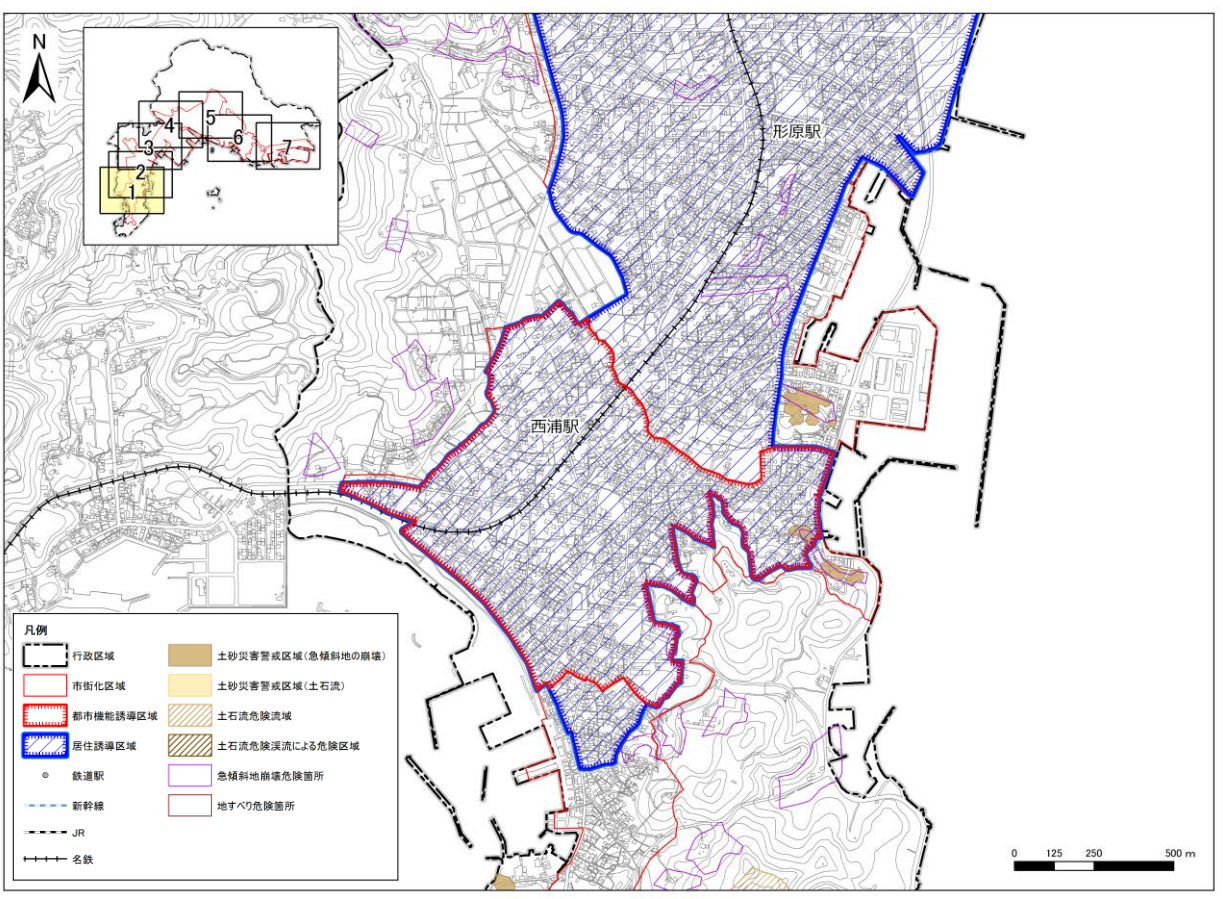 N
5
4
6
3
7
2
1
形原駅
西浦駅
凡例
行政区域
市街化区域
都市機能誘導区域
居住誘導区域
鉄道駅
新幹線
JR
名鉄
土砂災害警戒区域(急傾斜地の崩壊)
土砂災害警戒区域(土石流)
土石流危険流域
土石流危険渓流による危険区域
急傾斜地崩壊危険箇所
地すべり危険箇所
0 125 250 500 m